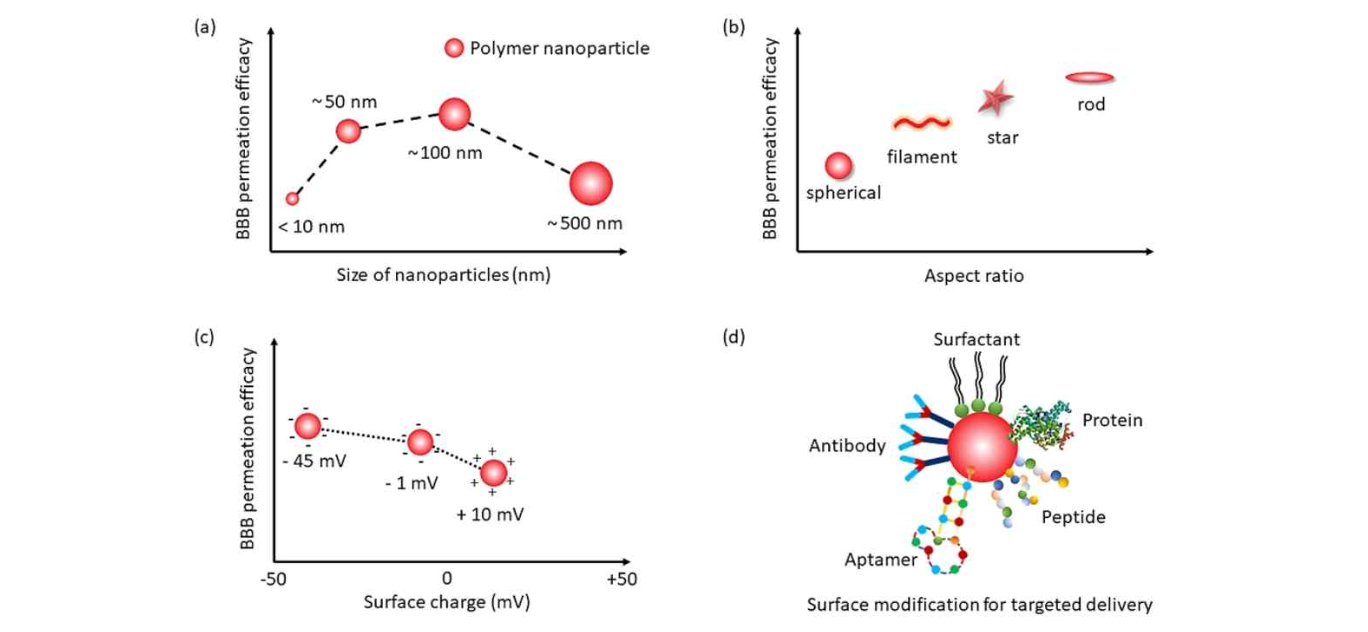 (a)
BBB permeation efficacy
Polymer nanoparticle
~50 nm
~100 nm
< 10 nm
~500 nm
Size of nanoparticles (nm)
(b)
BBB permeation efficacy
spherical
filament
star
rod
Aspect ratio
(c)
BBB permeation efficacy
- 45 mV
- 1 mV
+ 10 mV
-50
0
+50
Surface charge (mV)
(d)
Surfactant
Protein
Antibody
Peptide
Aptamer
Surface modification for targeted delivery